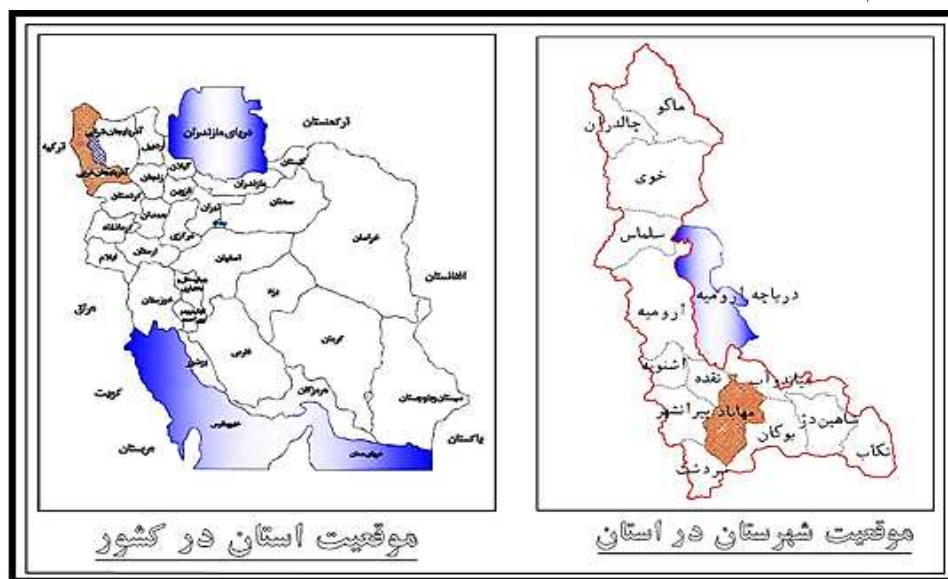 ترکمنستان
دریای مازندران
ترکیه
آذربایجان شرقی
اردبیل
گیلان
گلستان
آذربایجان غربی
زنجان
مازندران
قزوین
کردستان
تهران
سمنان
همدان
کرمانشاه
مرکزی
خراسان
ایلام
لرستان
اصفهان
افغانستان
خوزستان
یزد
عراق
فارس
کرمان
بوشهر
کویت
هرمزگان
سیستان و بلوچستان
عربستان
خلیج فارس
دریای عمان
پاکستان
موقعیت استان در کشور
ماکو
چالدران
خوی
سلماس
دریاچه ارومیه
ارومیه
اشنویه
نقده
میاندواب
مهاباد
پیرانشهر
شاهین دژ
بوکان
تکاب
سردشت
موقعیت شهرستان در استان